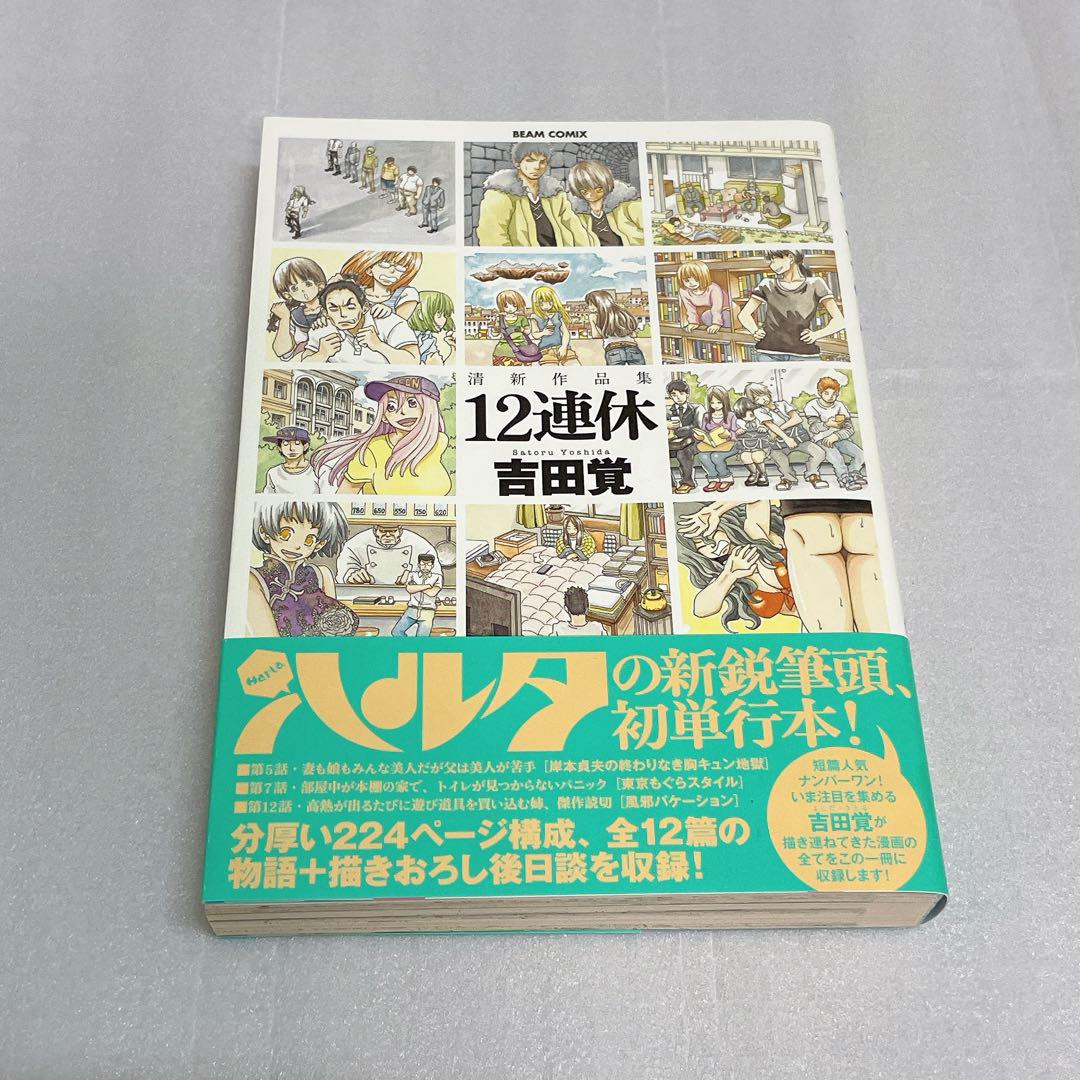 BEAM COMIX
清新作品集
12連休
Satoru Yoshida
吉田覚
780 650 550 750 620
Harta
ハルタの新鋭筆頭、
初単行本!
■第5話・妻も娘もみんな美人だが父は美人が苦手[岸本貞夫の終わりなき胸キュン地獄]
■第7話・部屋中が本棚の家で、トイレが見つからないパニック[東京もぐらスタイル]
■第12話・高熱が出るたびに遊び道具を買い込む姉、傑作読切[風邪バケーション]
分厚い224ページ構成、全12篇の
物語+描きおろし後日談を収録!
短篇人気
ナンバーワン!
いま注目を集める
よしだ・さとる
吉田覚が
描き連ねてきた漫画の
全てをこの一冊に
収録します!